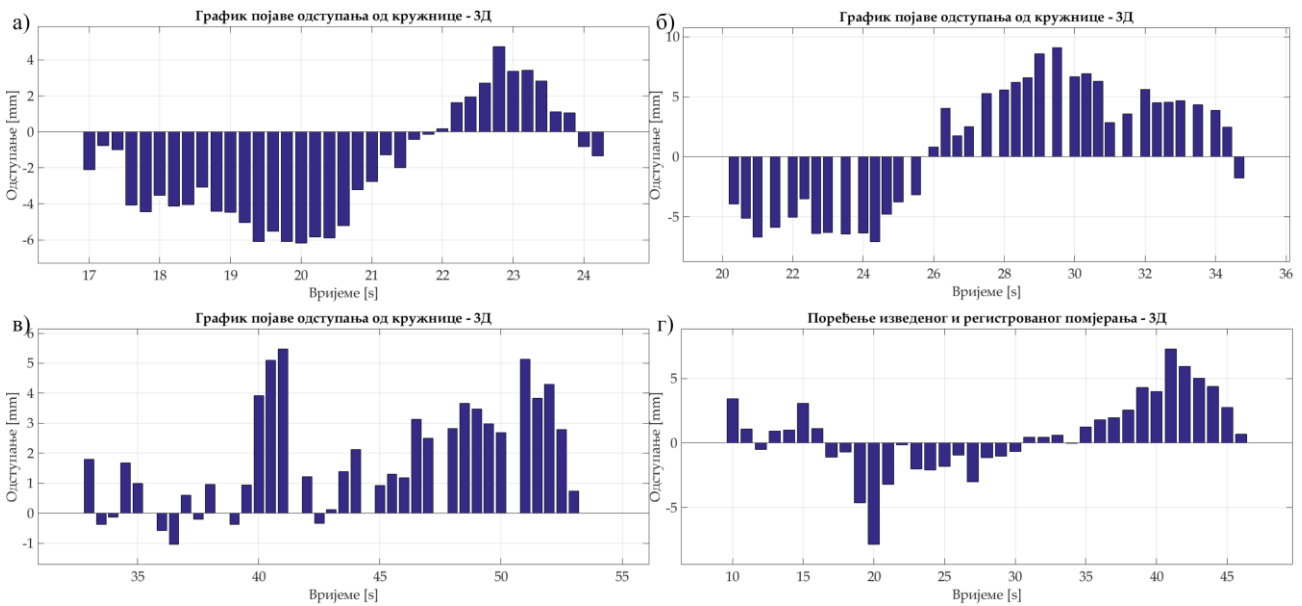 а)
График појаве одступања од кружнице - 3Д
Одступање [mm]
4
2
0
-2
-4
-6
17 18 19 20 21 22 23 24
Вријеме [s]
б)
График појаве одступања од кружнице - 3Д
Одступање [mm]
10
5
0
-5
20 22 24 26 28 30 32 34 36
Вријеме [s]
в)
График појаве одступања од кружнице - 3Д
Одступање [mm]
6
5
4
3
2
1
0
-1
35 40 45 50 55
Вријеме [s]
г)
Поређење изведеног и регистрованог помјерања - 3Д
Одступање [mm]
5
0
-5
10 15 20 25 30 35 40 45
Вријеме [s]